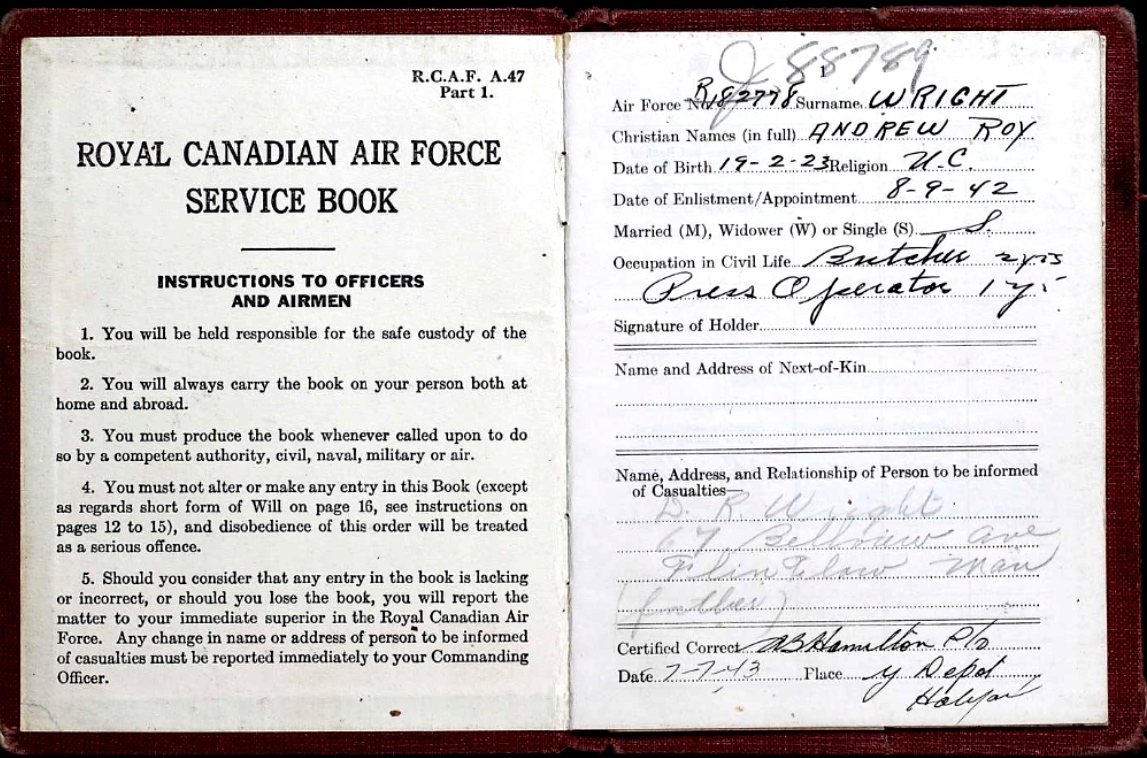 R.C.A.F. A.47
Part 1.
ROYAL CANADIAN AIR FORCE
SERVICE BOOK
INSTRUCTIONS TO OFFICERS
AND AIRMEN
1. You will be held responsible for the safe custody of the
book.
2. You will always carry the book on your person both at
home and abroad.
3. You must produce the book whenever called upon to do
so by a competent authority, civil, naval, military or air.
4. You must not alter or make any entry in this Book (except
as regards short form of Will on page 16, see instructions on
pages 12 to 15), and disobedience of this order will be treated
as a serious offence.
5. Should you consider that any entry in the book is lacking
or incorrect, or should you lose the book, you will report the
matter to your immediate superior in the Royal Canadian Air
Force. Any change in name or address of person to be informed
of casualties must be reported immediately to your Commanding
Officer.
J 88789
1
Air Force No. R182778 Surname WRIGHT
Christian Names (in full) ANDREW ROY
Date of Birth 19-2-23 Religion U.C.
Date of Enlistment/Appointment 8-9-42
Married (M), Widower (W) or Single (S) S.
Occupation in Civil Life Butcher 2 yrs
Press Operator 1 yr
Signature of Holder
Name and Address of Next-of-Kin
Name, Address, and Relationship of Person to be informed
of Casualties—
D. R. Wright
67 Bellview Ave
Flin Flow Man
(father)
Certified Correct AB Hamilton P/O
Date 7-7-43 Place Y Depot
Halifax